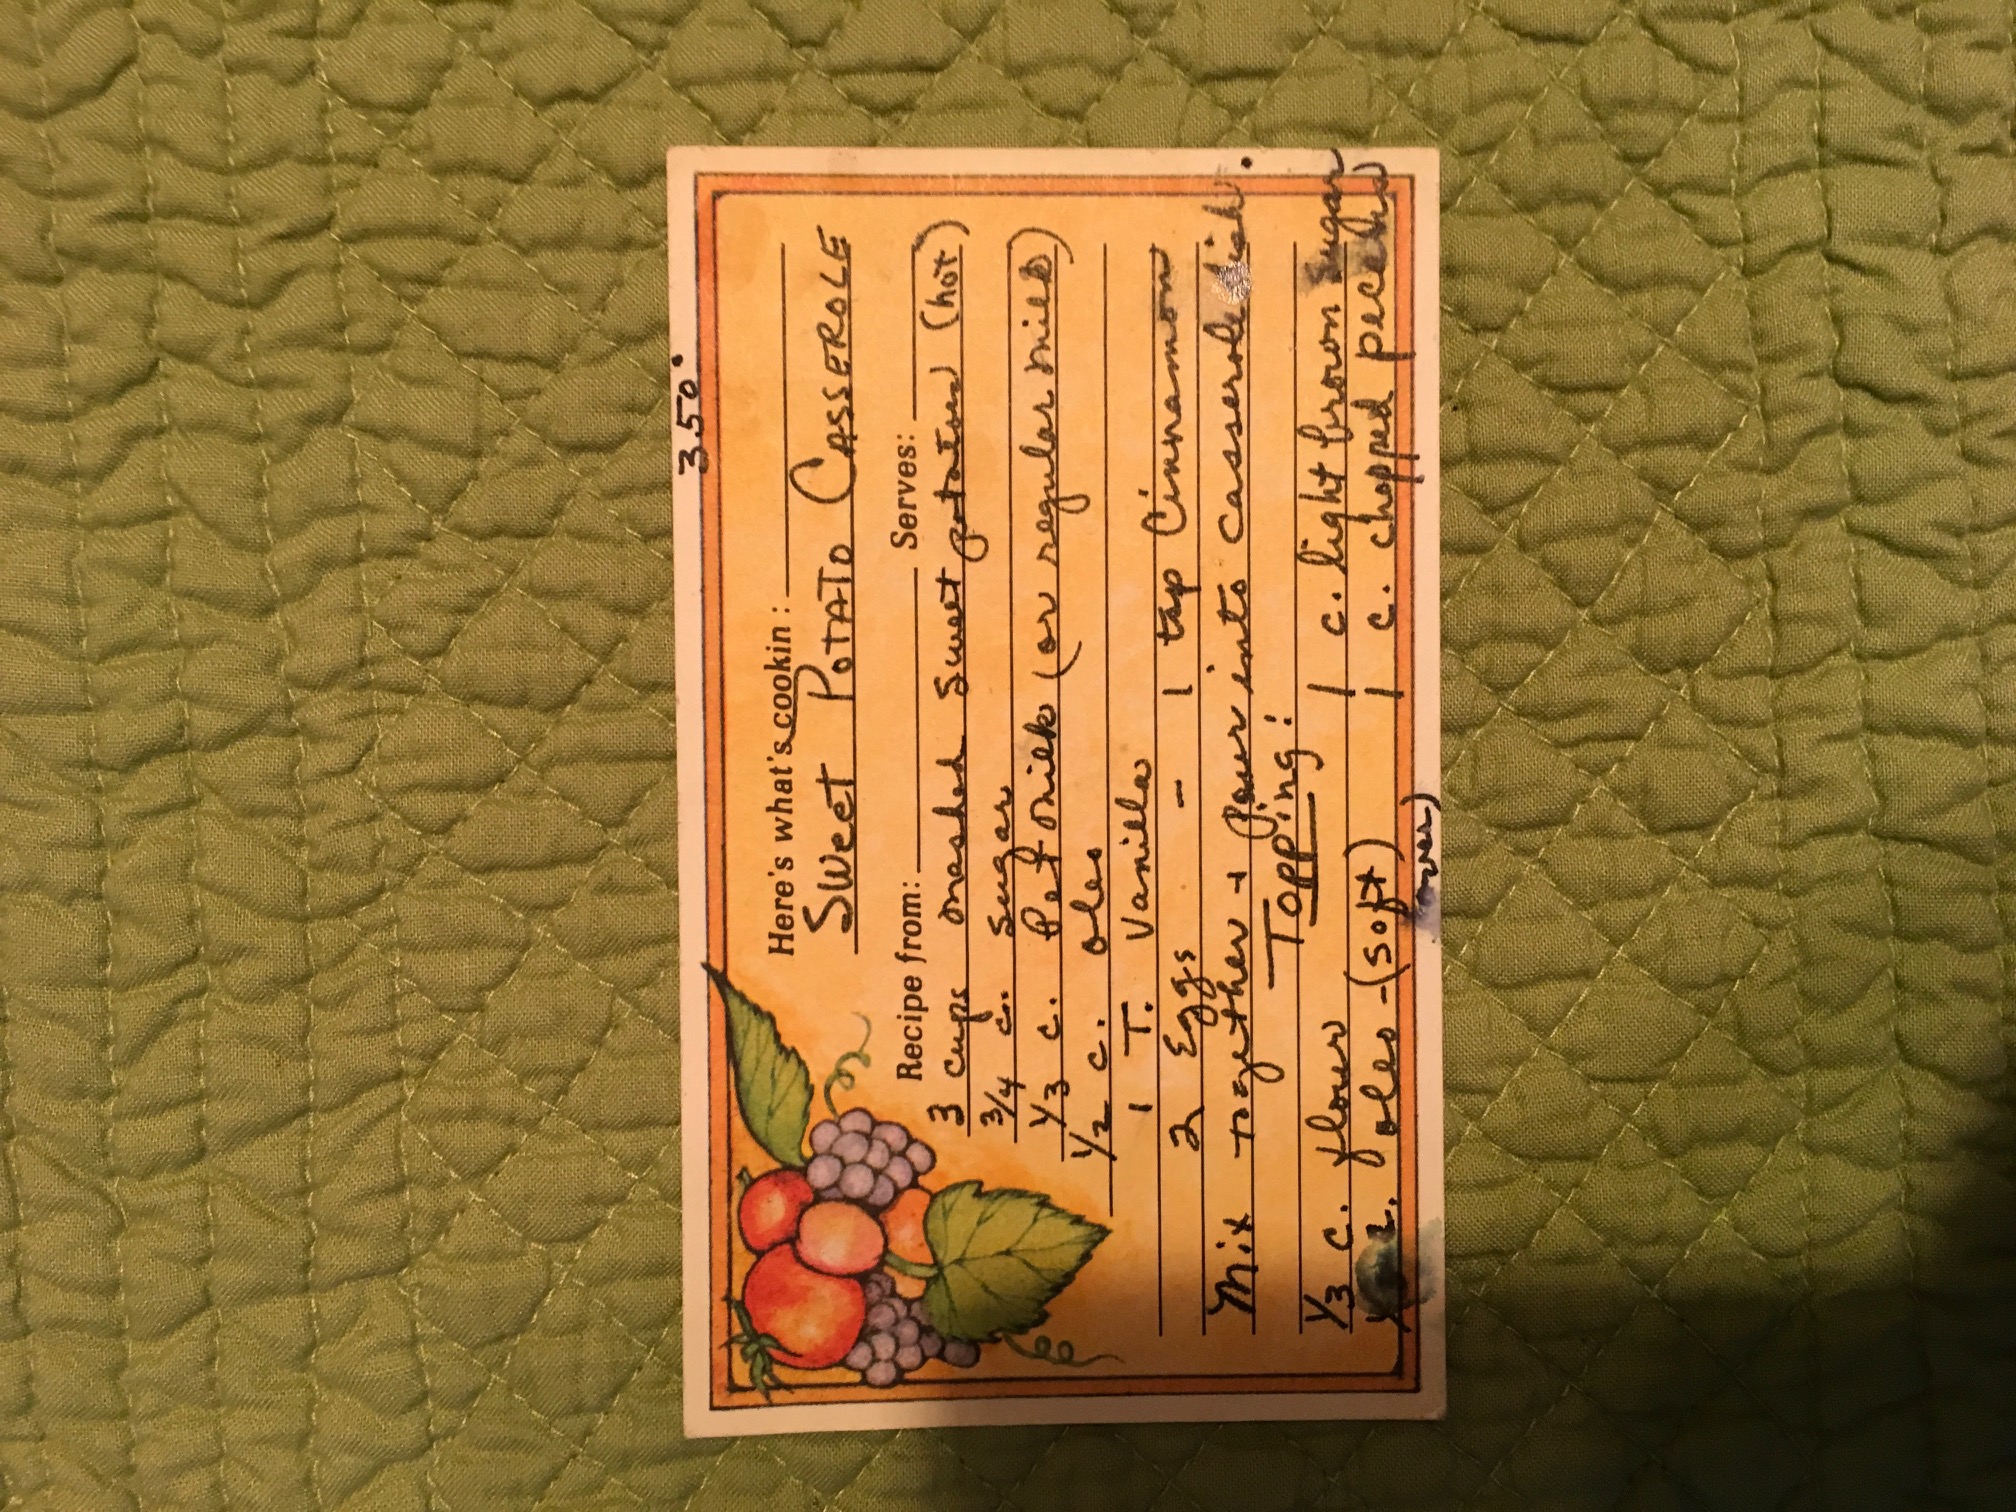 350°
Here's what's cookin :
Sweet Potato Casserole
Recipe from: Serves:
3 cups mashed sweet potatoes (hot)
3/4 c. sugar
1/3 c. Pet Milk (or regular milk)
1/2 c. oleo
1 T. Vanilla
2 Eggs - 1 tsp Cinnamon
Mix together + pour into casserole dish.
Topping:
1/3 c. flour 1 c. light brown sugar
c. oleo - (soft) 1 c. chopped pecans